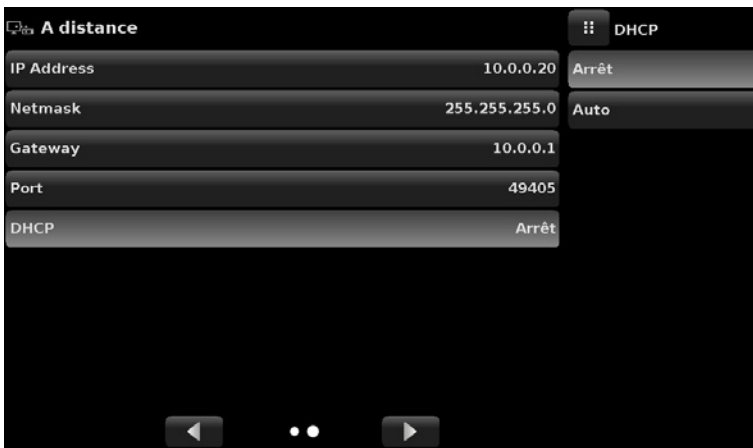 A distance
IP Address 10.0.0.20
Netmask 255.255.255.0
Gateway 10.0.0.1
Port 49405
DHCP Arrêt
DHCP
Arrêt
Auto